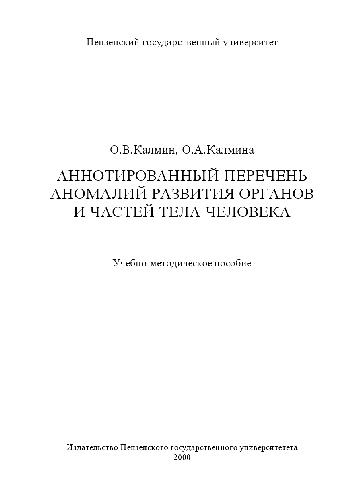 Пензенский государственный университет
О.В.Калмин, О.А.Калмина
АННОТИРОВАННЫЙ ПЕРЕЧЕНЬ
АНОМАЛИЙ РАЗВИТИЯ ОРГАНОВ
И ЧАСТЕЙ ТЕЛА ЧЕЛОВЕКА
Учебно-методическое пособие
Издательство Пензенского государственного университетета
2000